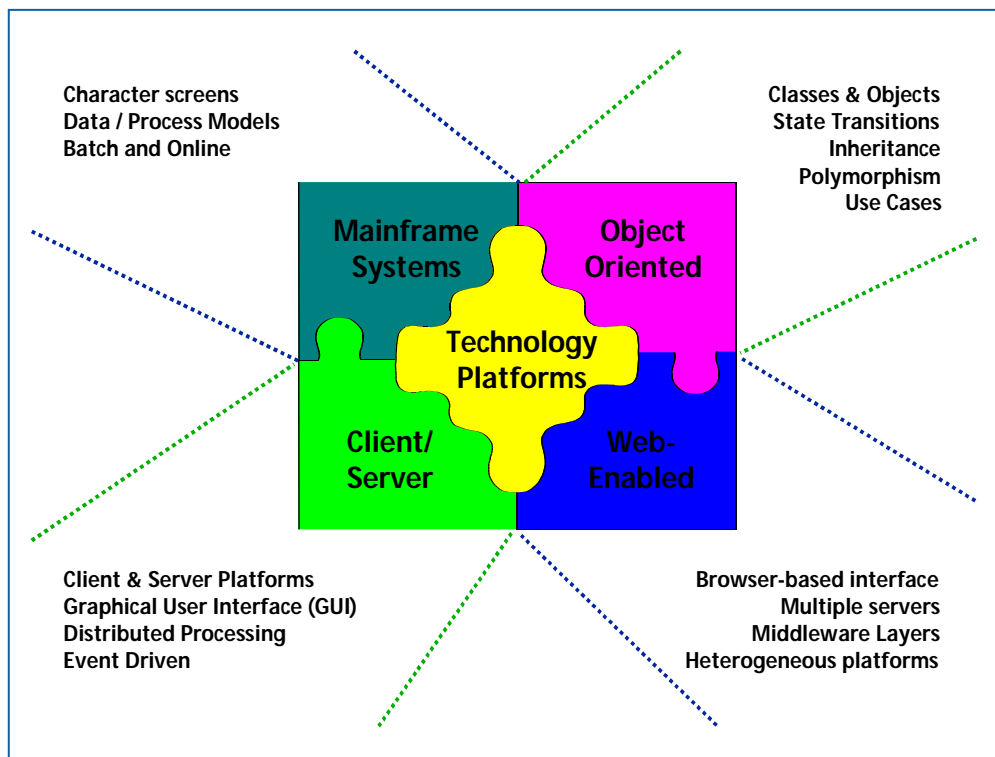 Character screens
Data / Process Models
Batch and Online
Classes & Objects
State Transitions
Inheritance
Polymorphism
Use Cases
Mainframe
Systems
Object
Oriented
Technology
Platforms
Client/
Server
Web-
Enabled
Client & Server Platforms
Graphical User Interface (GUI)
Distributed Processing
Event Driven
Browser-based interface
Multiple servers
Middleware Layers
Heterogeneous platforms